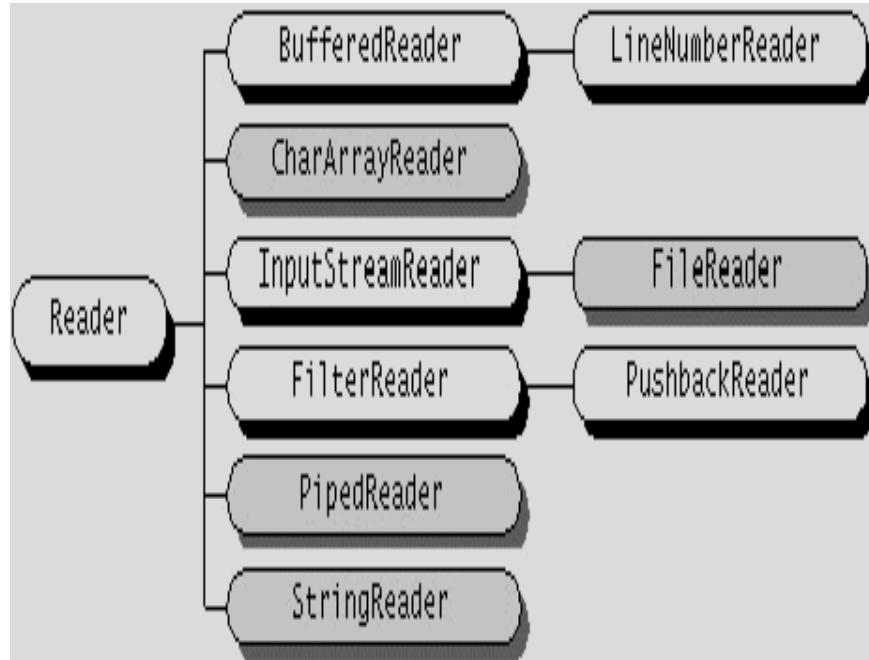 BufferedReader
LineNumberReader
CharArrayReader
InputStreamReader
FileReader
Reader
FilterReader
PushbackReader
PipedReader
StringReader